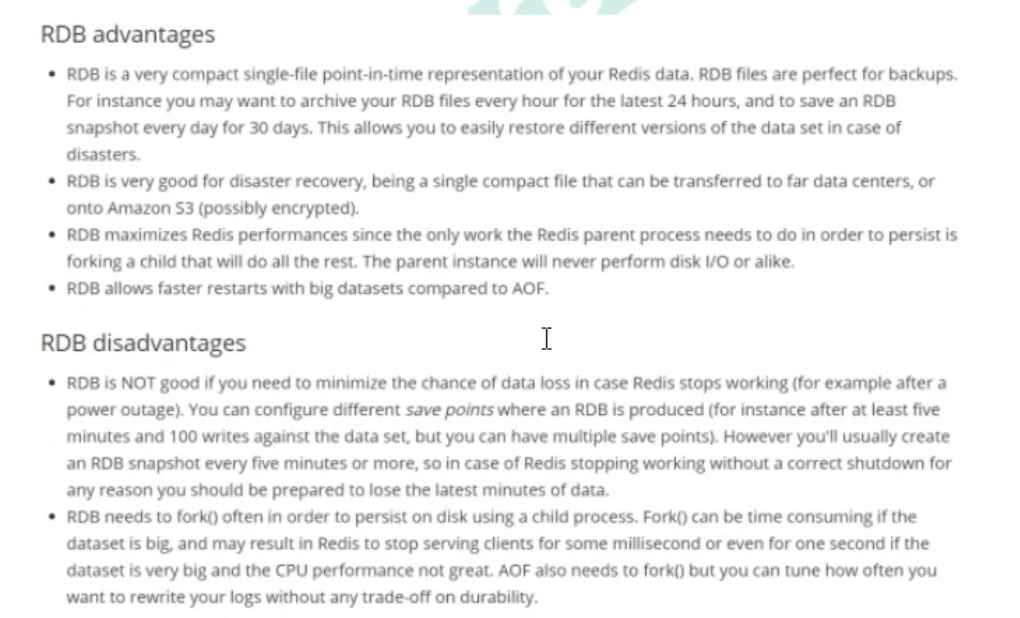 RDB advantages
• RDB is a very compact single-file point-in-time representation of your Redis data. RDB files are perfect for backups.
For instance you may want to archive your RDB files every hour for the latest 24 hours, and to save an RDB
snapshot every day for 30 days. This allows you to easily restore different versions of the data set in case of
disasters.
• RDB is very good for disaster recovery, being a single compact file that can be transferred to far data centers, or
onto Amazon S3 (possibly encrypted).
• RDB maximizes Redis performances since the only work the Redis parent process needs to do in order to persist is
forking a child that will do all the rest. The parent instance will never perform disk I/O or alike.
• RDB allows faster restarts with big datasets compared to AOF.
RDB disadvantages
• RDB is NOT good if you need to minimize the chance of data loss in case Redis stops working (for example after a
power outage). You can configure different save points where an RDB is produced (for instance after at least five
minutes and 100 writes against the data set, but you can have multiple save points). However you'll usually create
an RDB snapshot every five minutes or more, so in case of Redis stopping working without a correct shutdown for
any reason you should be prepared to lose the latest minutes of data.
• RDB needs to fork() often in order to persist on disk using a child process. Fork() can be time consuming if the
dataset is big, and may result in Redis to stop serving clients for some millisecond or even for one second if the
dataset is very big and the CPU performance not great. AOF also needs to fork() but you can tune how often you
want to rewrite your logs without any trade-off on durability.